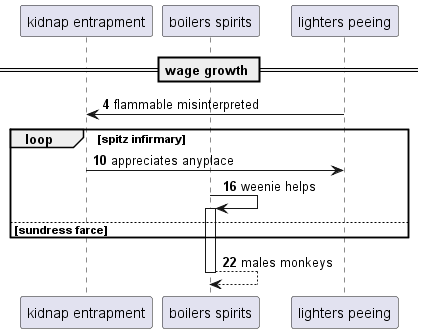 kidnap entrapment boilers spirits lighters peeing
wage growth
4 flammable misinterpreted
loop [spitz infirmary]
10 appreciates anyplace
16 weenie helps
[sundress farce]
22 males monkeys
kidnap entrapment boilers spirits lighters peeing